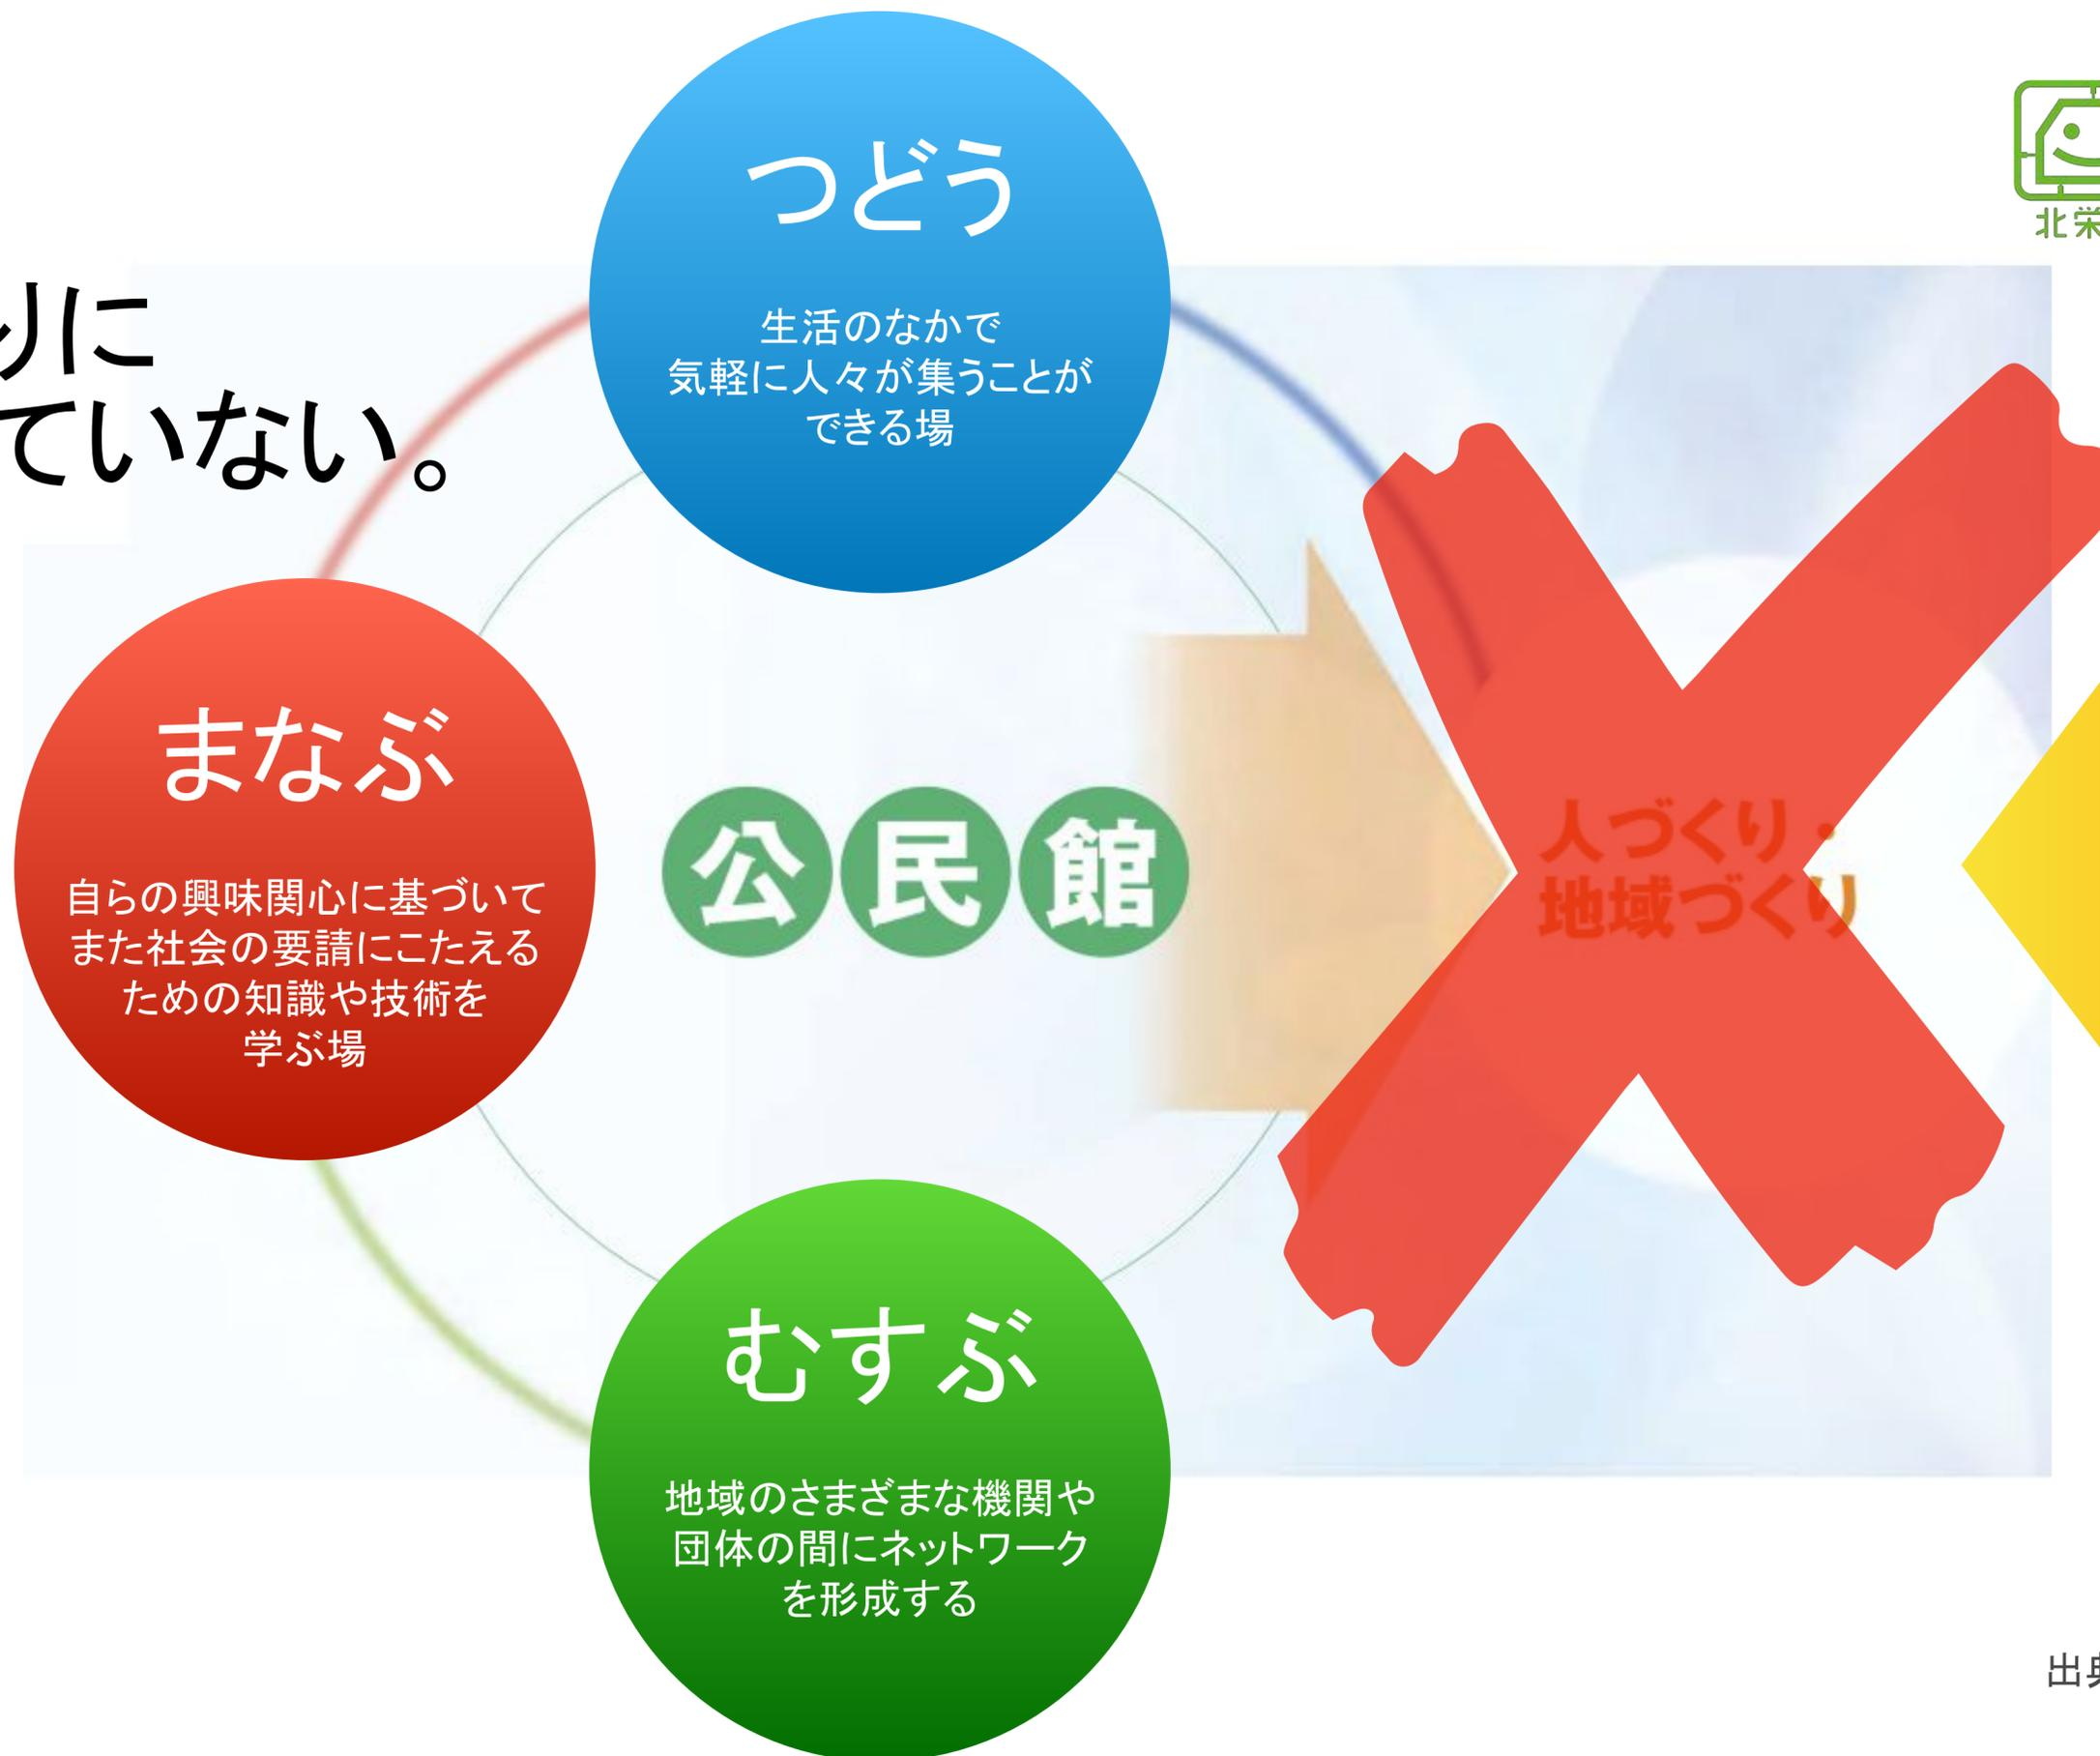 つどう
生活のなかで
気軽に人々が集うことが
できる場
北栄
りに
ていない。
まなぶ
自らの興味関心に基づいて
また社会の要請にこたえる
ための知識や技術を
学ぶ場
公民館
人づくり・
地域づくり
むすぶ
地域のさまざまな機関や
団体の間にネットワーク
を形成する
出典